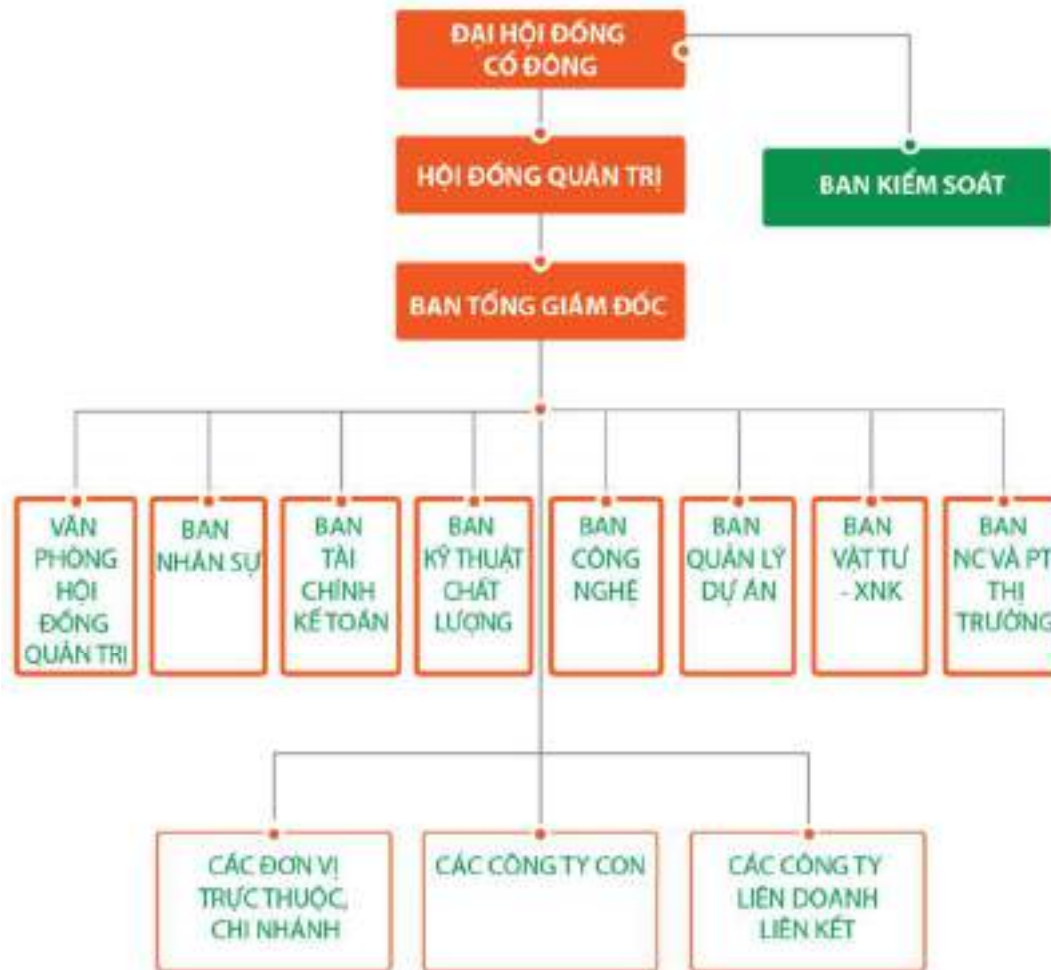 ĐẠI HỘI ĐỒNG
CỔ ĐÔNG
HỘI ĐỒNG QUẢN TRỊ
BAN KIỂM SOÁT
BAN TỔNG GIÁM ĐỐC
VĂN
PHÒNG
HỘI
ĐỒNG
QUẢN TRỊ
BAN
NHÂN SỰ
BAN
TÀI
CHÍNH
KẾ TOÁN
BAN
KỸ THUẬT
CHẤT
LƯỢNG
BAN
CÔNG
NGHỆ
BAN
QUẢN LÝ
DỰ ÁN
BAN
VẬT TƯ
- XNK
BAN
NC VÀ PT
THỊ
TRƯỜNG
CÁC ĐƠN VỊ
TRỰC THUỘC,
CHI NHÁNH
CÁC CÔNG TY CON
CÁC CÔNG TY
LIÊN DOANH
LIÊN KẾT